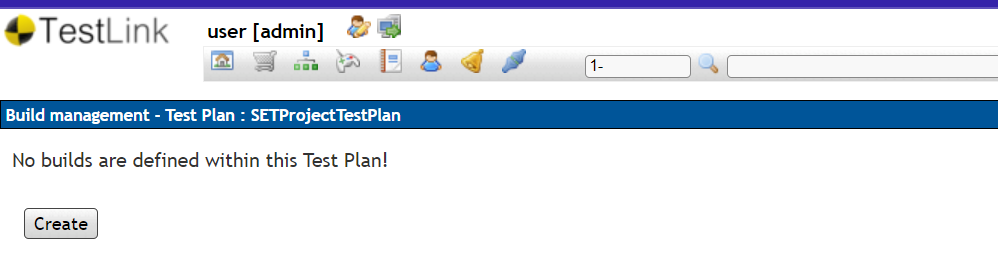 TestLink
user [admin]
1-
Build management - Test Plan : SETProjectTestPlan
No builds are defined within this Test Plan!
Create